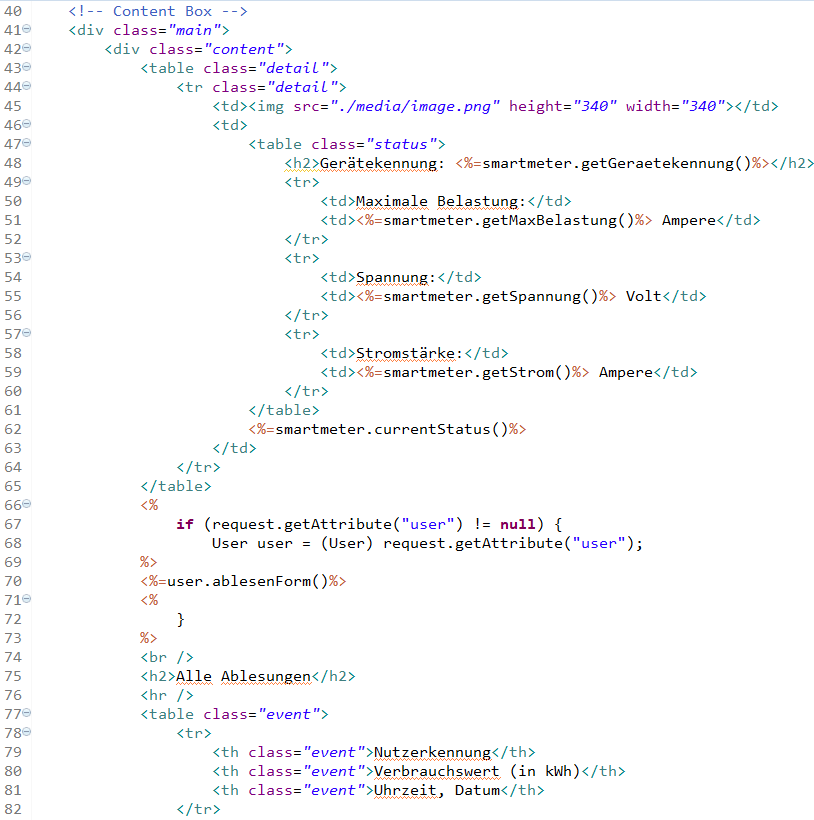 40    <!-- Content Box -->
41    <div class="main">
42        <div class="content">
43            <table class="detail">
44                <tr class="detail">
45                    <td><img src="./media/image.png" height="340" width="340"></td>
46                    <td>
47                        <table class="status">
48                            <h2>Gerätekennung: <%=smartmeter.getGeraetekennung()%></h2>
49                            <tr>
50                                <td>Maximale Belastung:</td>
51                                <td><%=smartmeter.getMaxBelastung()%> Ampere</td>
52                            </tr>
53                            <tr>
54                                <td>Spannung:</td>
55                                <td><%=smartmeter.getSpannung()%> Volt</td>
56                            </tr>
57                            <tr>
58                                <td>Stromstärke:</td>
59                                <td><%=smartmeter.getStrom()%> Ampere</td>
60                            </tr>
61                        </table>
62                        <%=smartmeter.currentStatus()%>
63                    </td>
64                </tr>
65            </table>
66            <%
67                if (request.getAttribute("user") != null) {
68                    User user = (User) request.getAttribute("user");
69            %>
70            <%=user.ablesenForm()%>
71            <%
72                }
73            %>
74            <br />
75            <h2>Alle Ablesungen</h2>
76            <hr />
77            <table class="event">
78                <tr>
79                    <th class="event">Nutzerkennung</th>
80                    <th class="event">Verbrauchswert (in kWh)</th>
81                    <th class="event">Uhrzeit, Datum</th>
82                </tr>